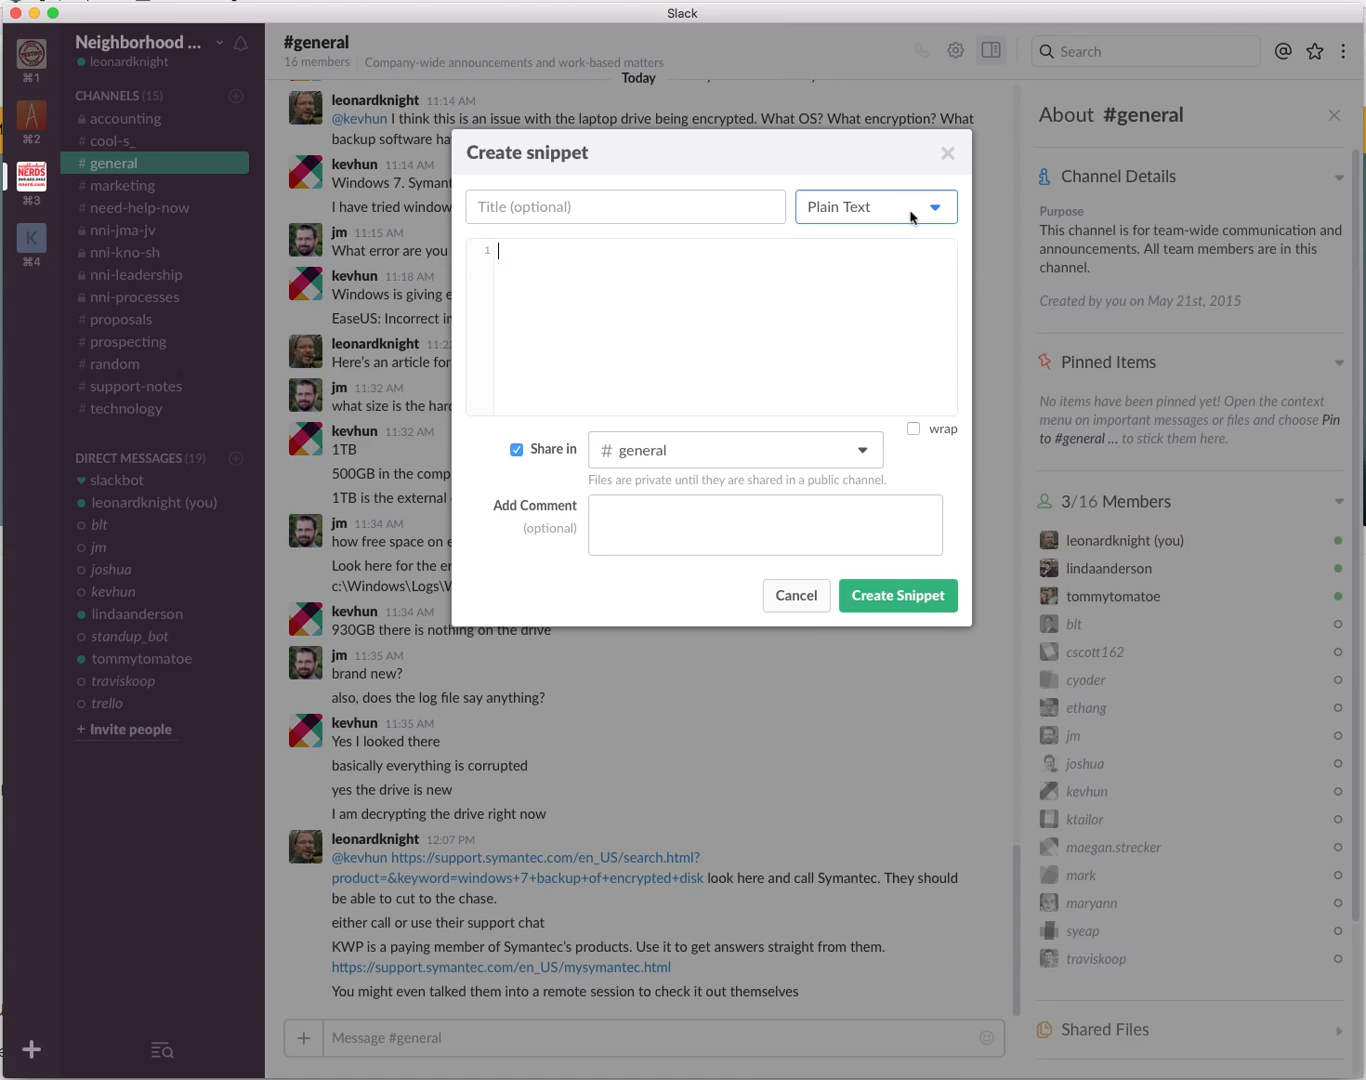 Slack
Neighborhood ...
leonardknight
⌘1
⌘2
NERDS
⌘3
K
⌘4
CHANNELS (15)
accounting
# cool-s_
# general
# marketing
# need-help-now
nni-jma-jv
nni-kno-sh
nni-leadership
nni-processes
# proposals
# prospecting
# random
# support-notes
# technology
DIRECT MESSAGES (19)
slackbot
leonardknight (you)
blt
jm
joshua
kevhun
lindaanderson
standup_bot
tommytomatoe
traviskoop
trello
+ Invite people
#general
16 members
Company-wide announcements and work-based matters
Search
Today
leonardknight 11:14 AM
@kevhun I think this is an issue with the laptop drive being encrypted. What OS? What encryption? What
backup software ha
kevhun 11:14 AM
Windows 7. Symant
I have tried window
jm 11:15 AM
What error are you
kevhun 11:18 AM
Windows is giving e
EaseUS: Incorrect in
leonardknight 11:2
Here's an article for
jm 11:32 AM
what size is the hard
kevhun 11:32 AM
1TB
500GB in the comp
1TB is the external
jm 11:34 AM
how free space on e
Look here for the er
c:\Windows\Logs\W
kevhun 11:34 AM
930GB there is nothing on the drive
jm 11:35 AM
brand new?
also, does the log file say anything?
kevhun 11:35 AM
Yes I looked there
basically everything is corrupted
yes the drive is new
I am decrypting the drive right now
leonardknight 12:07 PM
@kevhun https://support.symantec.com/en_US/search.html?
product=&keyword=windows+7+backup+of+encrypted+disk look here and call Symantec. They should
be able to cut to the chase.
either call or use their support chat
KWP is a paying member of Symantec's products. Use it to get answers straight from them.
https://support.symantec.com/en_US/mysymantec.html
You might even talked them into a remote session to check it out themselves
+ Message #general
Create snippet
Title (optional)
Plain Text
1
wrap
Share in
# general
Files are private until they are shared in a public channel.
Add Comment
(optional)
Cancel
Create Snippet
About #general
Channel Details
Purpose
This channel is for team-wide communication and
announcements. All team members are in this
channel.
Created by you on May 21st, 2015
Pinned Items
No items have been pinned yet! Open the context
menu on important messages or files and choose Pin
to #general ... to stick them here.
3/16 Members
leonardknight (you)
lindaanderson
tommytomatoe
blt
cscott162
cyoder
ethang
jm
joshua
kevhun
ktailor
maegan.strecker
mark
maryann
syeap
traviskoop
Shared Files